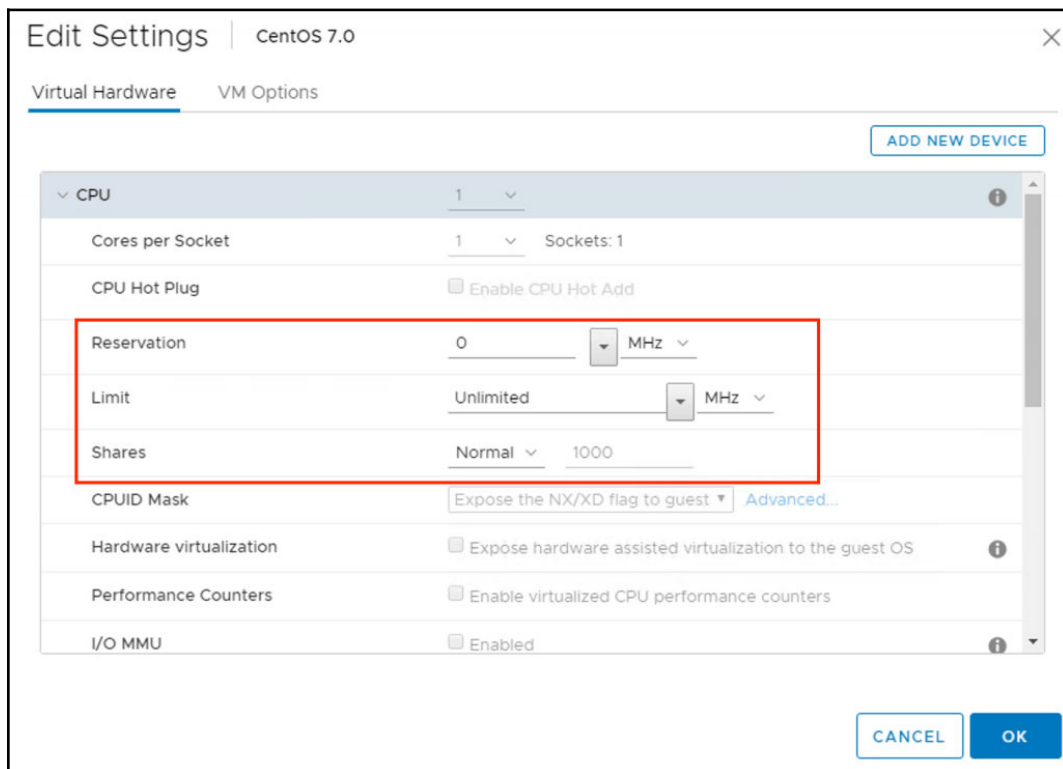 Edit Settings CentOS 7.0
Virtual Hardware VM Options
ADD NEW DEVICE
CPU 1
Cores per Socket 1 Sockets: 1
CPU Hot Plug Enable CPU Hot Add
Reservation 0 MHz
Limit Unlimited MHz
Shares Normal 1000
CPUID Mask Expose the NX/XD flag to guest Advanced...
Hardware virtualization Expose hardware assisted virtualization to the guest OS
Performance Counters Enable virtualized CPU performance counters
I/O MMU Enabled
CANCEL OK